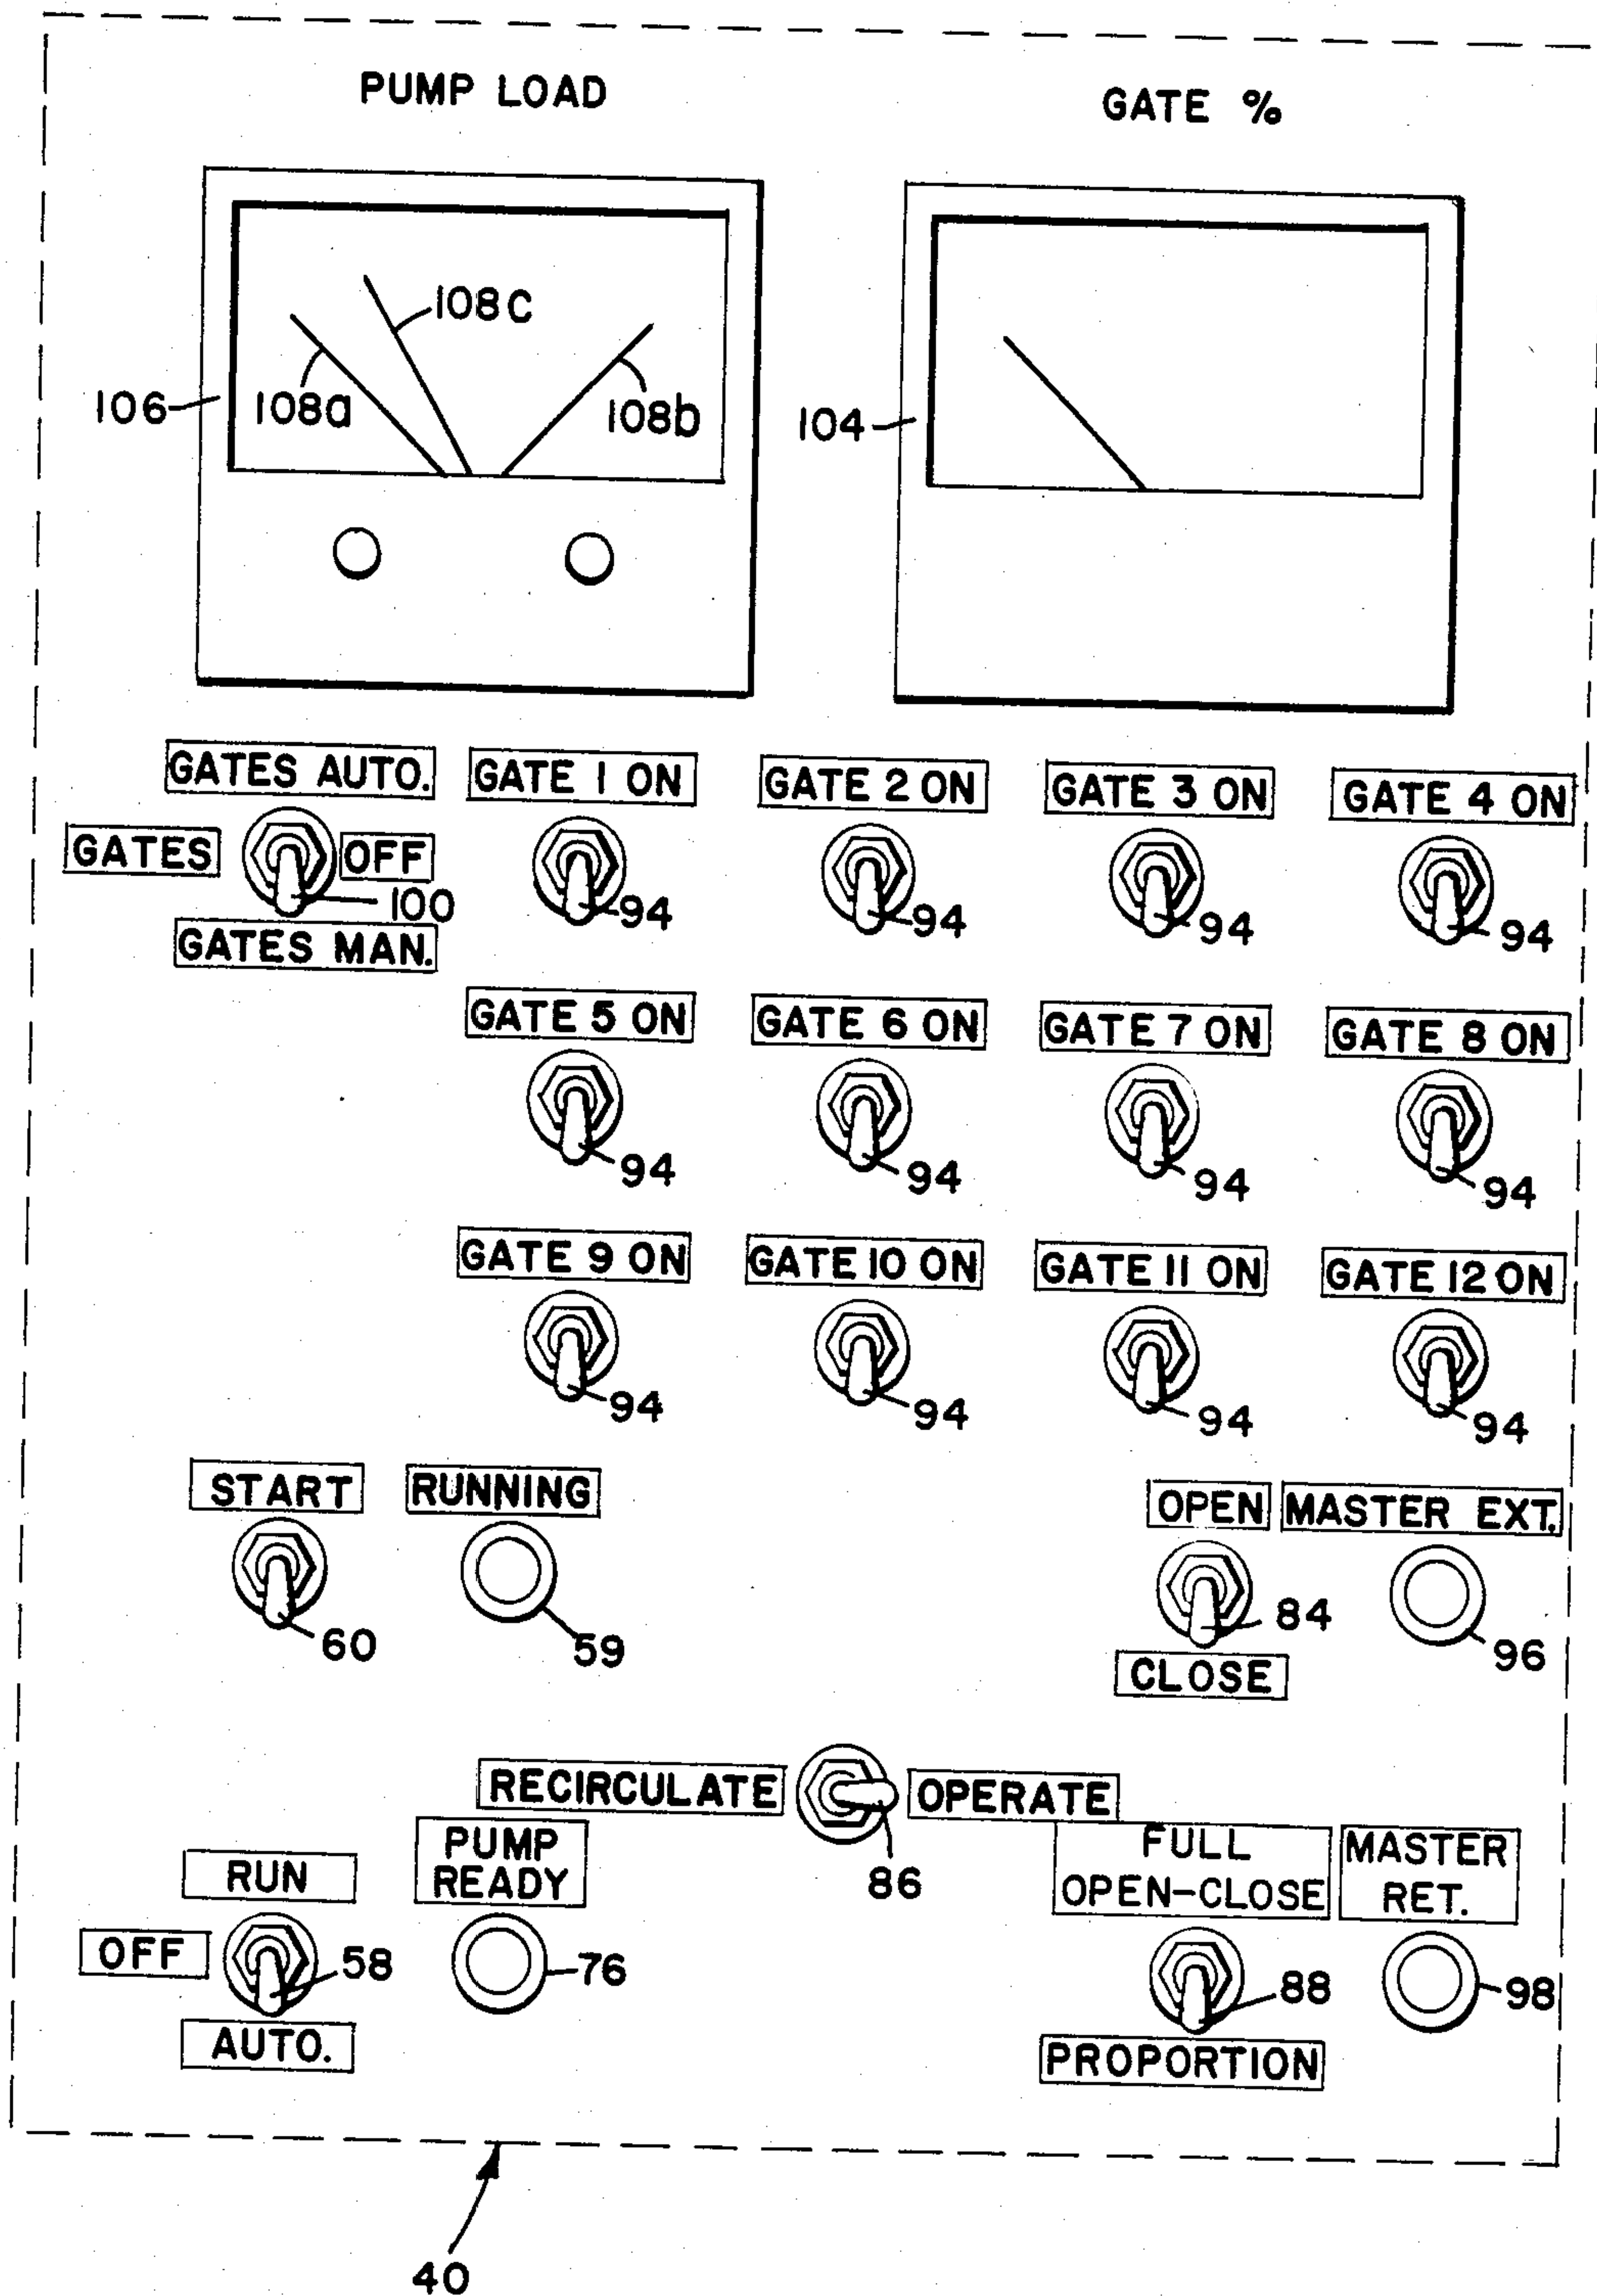 PUMP LOAD
GATE %
108c
108a
108b
106
104
GATES AUTO.
GATE 1 ON
GATE 2 ON
GATE 3 ON
GATE 4 ON
GATES
OFF
100
94
94
94
94
GATES MAN.
GATE 5 ON
GATE 6 ON
GATE 7 ON
GATE 8 ON
94
94
94
94
GATE 9 ON
GATE 10 ON
GATE 11 ON
GATE 12 ON
94
94
94
94
START
RUNNING
OPEN
MASTER EXT.
60
59
84
96
CLOSE
RECIRCULATE
OPERATE
86
RUN
PUMP
READY
FULL
OPEN-CLOSE
MASTER
RET.
OFF
58
76
88
98
AUTO.
PROPORTION
40